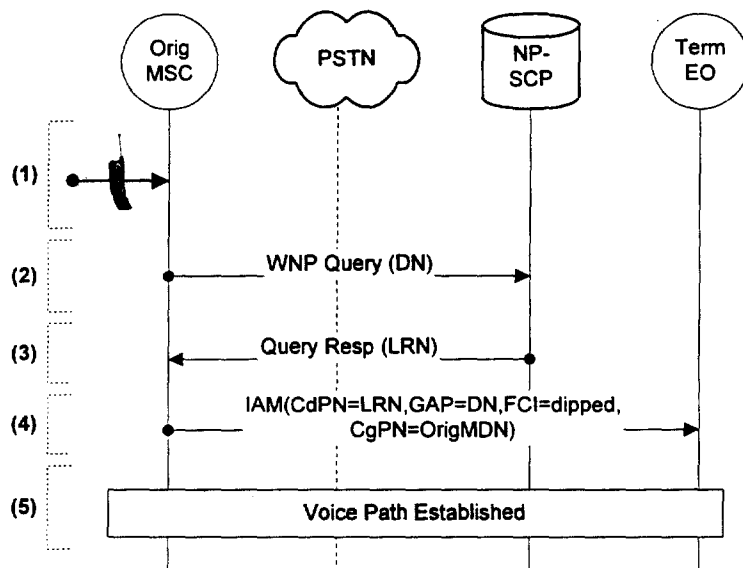 Orig
MSC
PSTN
NP-
SCP
Term
EO
(1)
(2)
WNP Query (DN)
(3)
Query Resp (LRN)
(4)
IAM(CdPN=LRN,GAP=DN,FCI=dipped,
CgPN=OrigMDN)
(5)
Voice Path Established